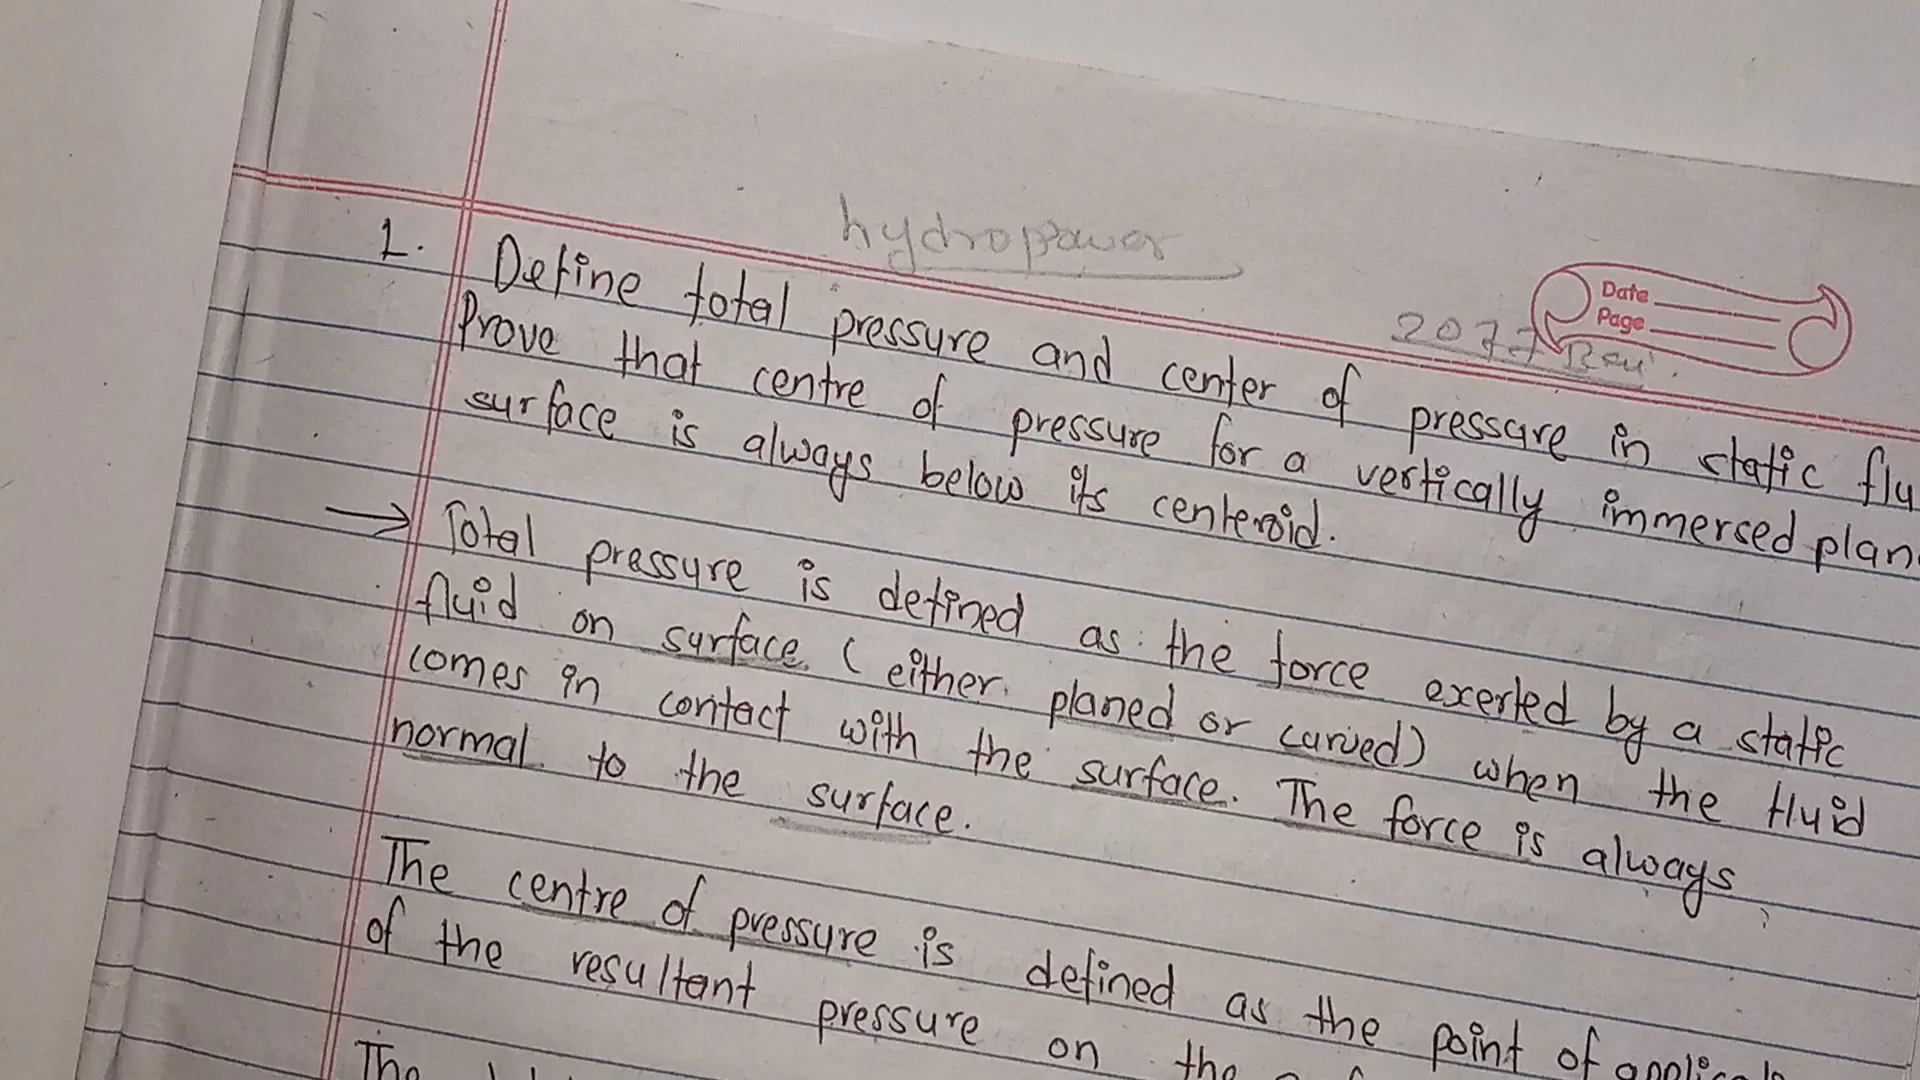 hydropower
Date
Page
2077
1. Define total pressure and center of pressure in static flu
Prove that centre of pressure for a vertically immersed plan
surface is always below its centeroid.
→ Total pressure is defined as the force exerted by a static
fluid on surface (either planed or curved) when the fluid
comes in contact with the surface. The force is always
normal to the surface.
The centre of pressure is defined as the point of applica
of the resultant pressure on the
The